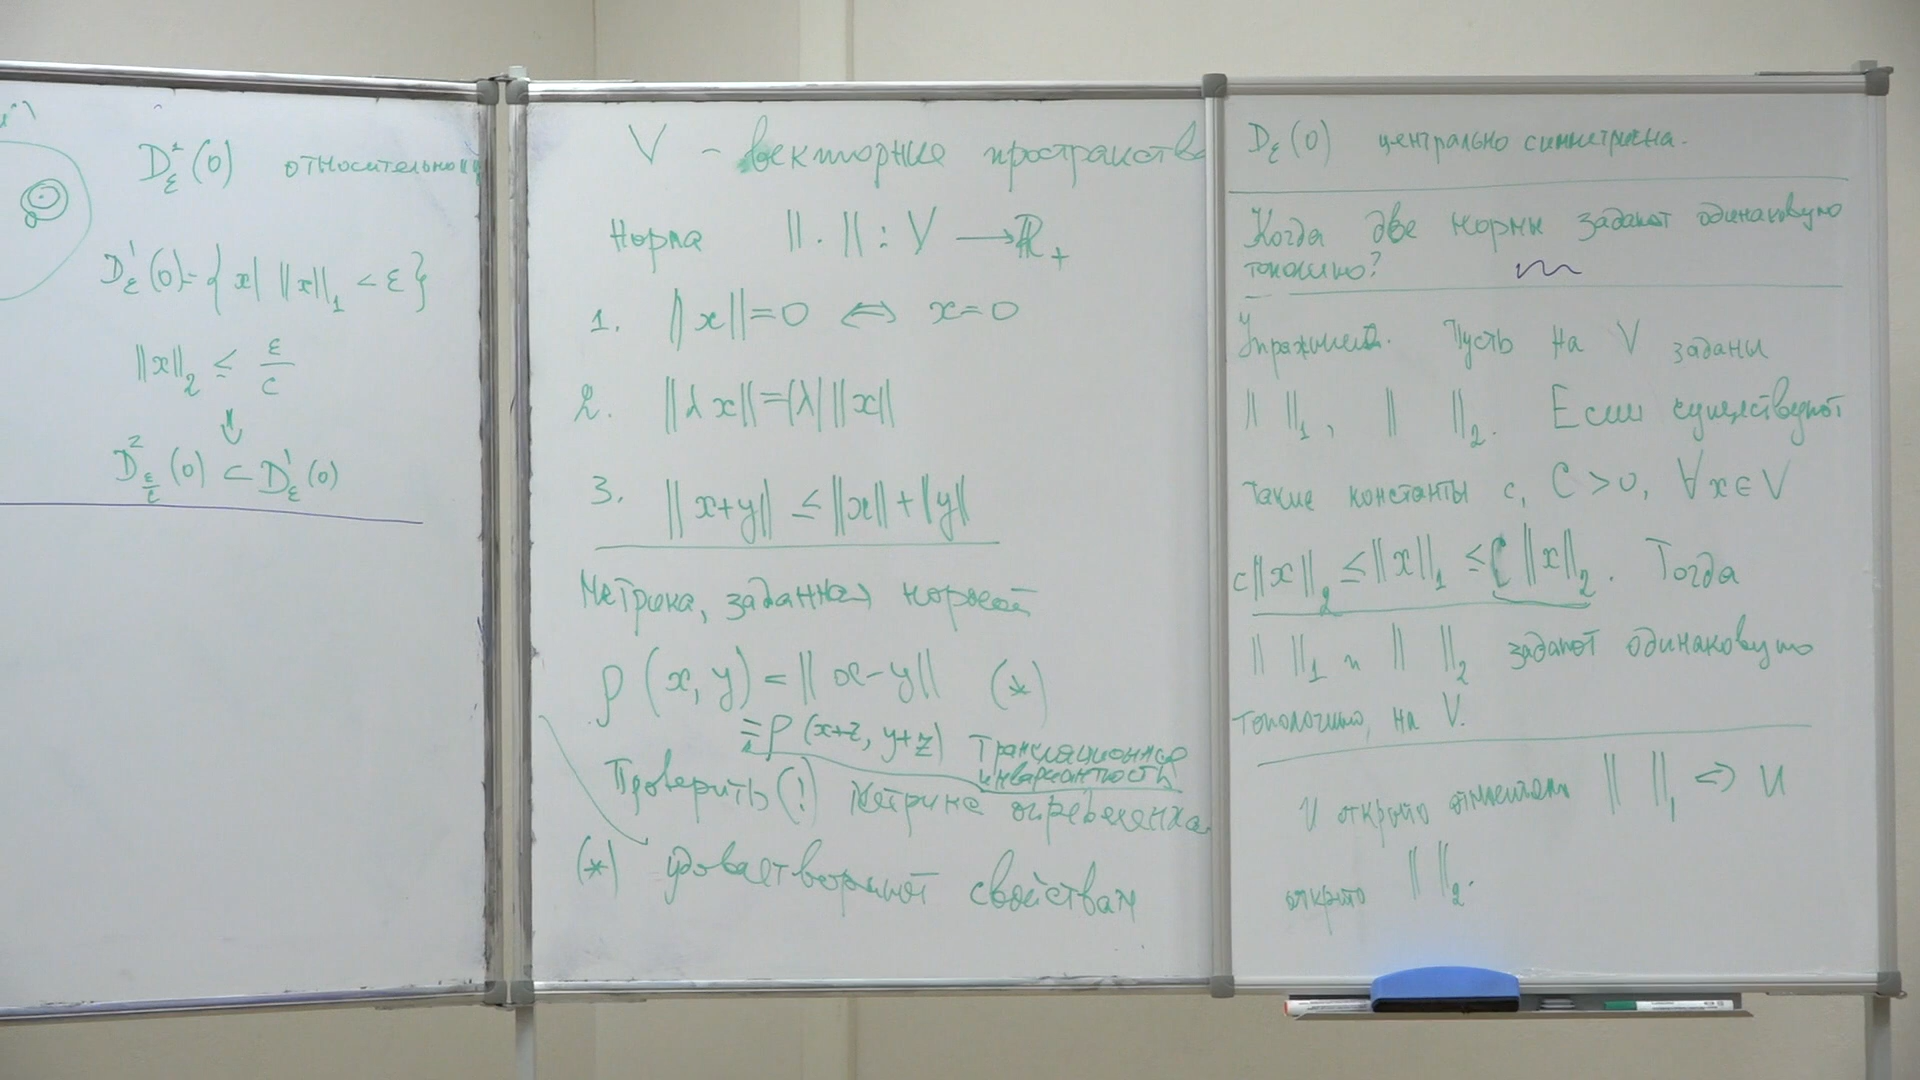 D²_ε(0) относительно ||
D¹_ε(0) = { x | ||x||₁ < ε }
||x||₂ ≤ ε/c
⇓
D²_{ε/c}(0) ⊂ D¹_ε(0)
V - векторние пространство
Норма || · || : V → ℝ₊
1. ||x||=0 ⇔ x=0
2. ||λx||=|λ| ||x||
3. ||x+y|| ≤ ||x||+||y||
Метрика, заданная нормой
ρ(x, y) = ||x-y|| (*)
= ρ(x+z, y+z) Трансляционная
инвариантность
Проверить(!) Метрика определенная
(*) удовлетворяет свойствам
D_ε(0) центрально симметрична.
Когда две нормы задают одинаковую
топологию?
Упражнение. Пусть на V заданы
|| ||₁, || ||₂. Если существуют
такие константы c, C > 0, ∀x∈V
c||x||₂ ≤ ||x||₁ ≤ C||x||₂. Тогда
|| ||₁ и || ||₂ задают одинаковую
топологию, на V.
U открыто относительно || ||₁ ⇔ U
открыто || ||₂.